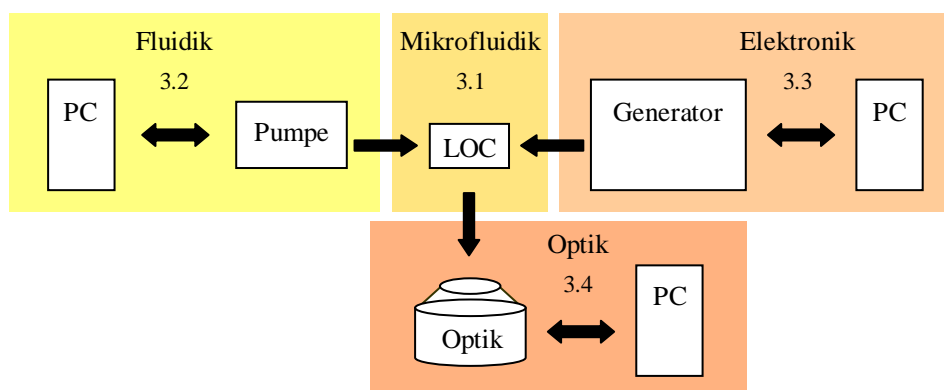 Fluidik
3.2
PC
Pumpe
Mikrofluidik
3.1
LOC
Elektronik
3.3
Generator
PC
Optik
3.4
Optik
PC